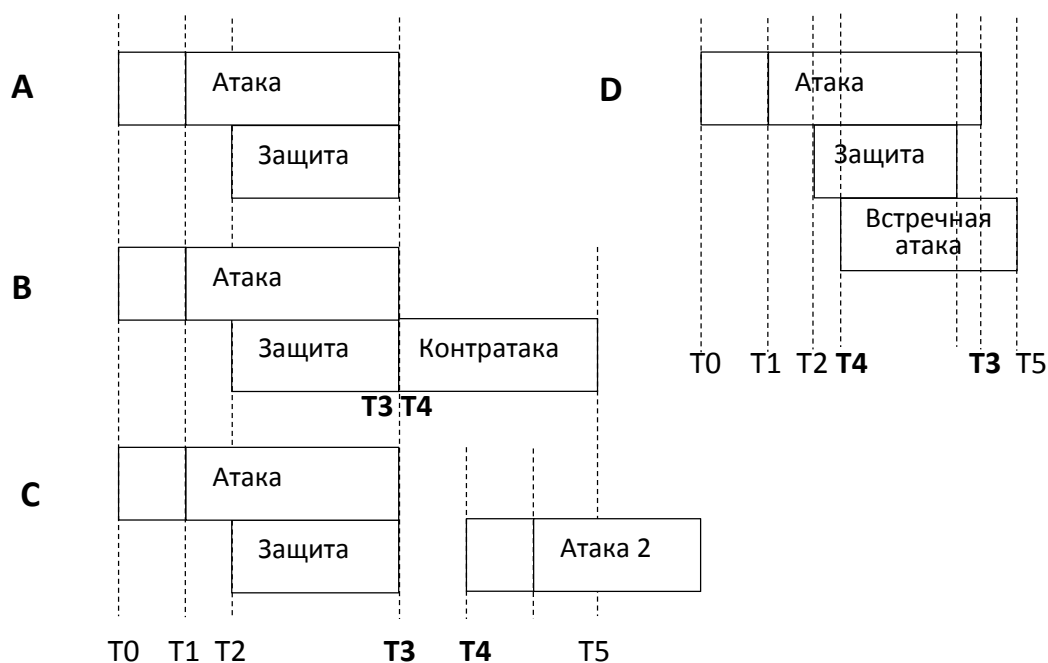 A
Атака
Защита
B
Атака
Защита
Контратака
T3 T4
C
Атака
Защита
Атака 2
T0 T1 T2 T3 T4 T5
D
Атака
Защита
Встречная
атака
T0 T1 T2 T4 T3 T5